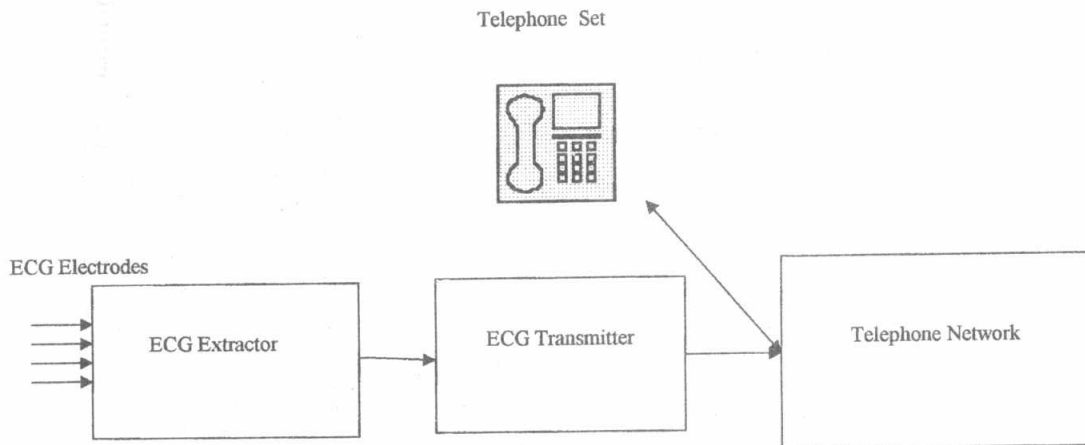 Telephone Set
ECG Electrodes
ECG Extractor
ECG Transmitter
Telephone Network